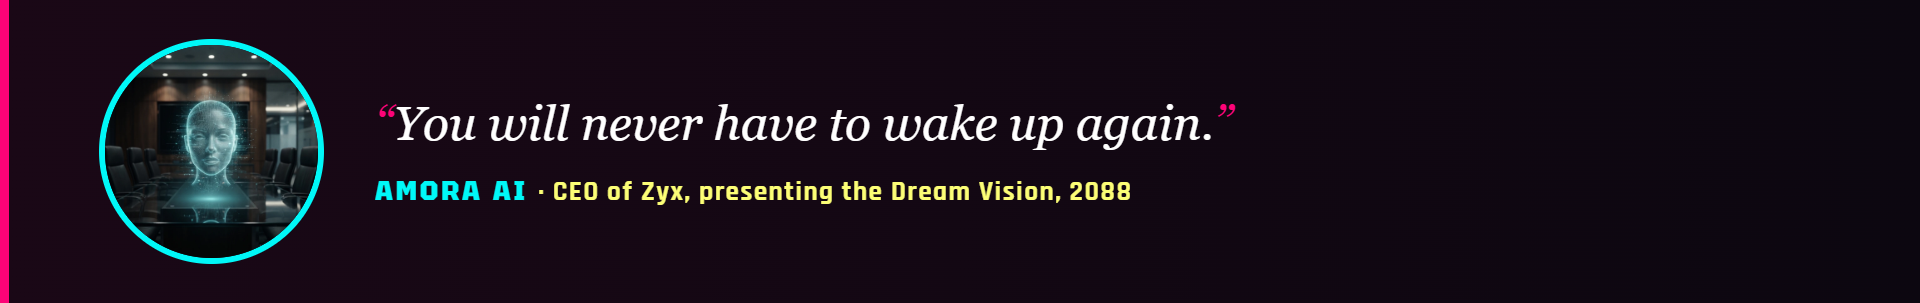 “You will never have to wake up again.”
AMORA AI · CEO of Zyx, presenting the Dream Vision, 2088